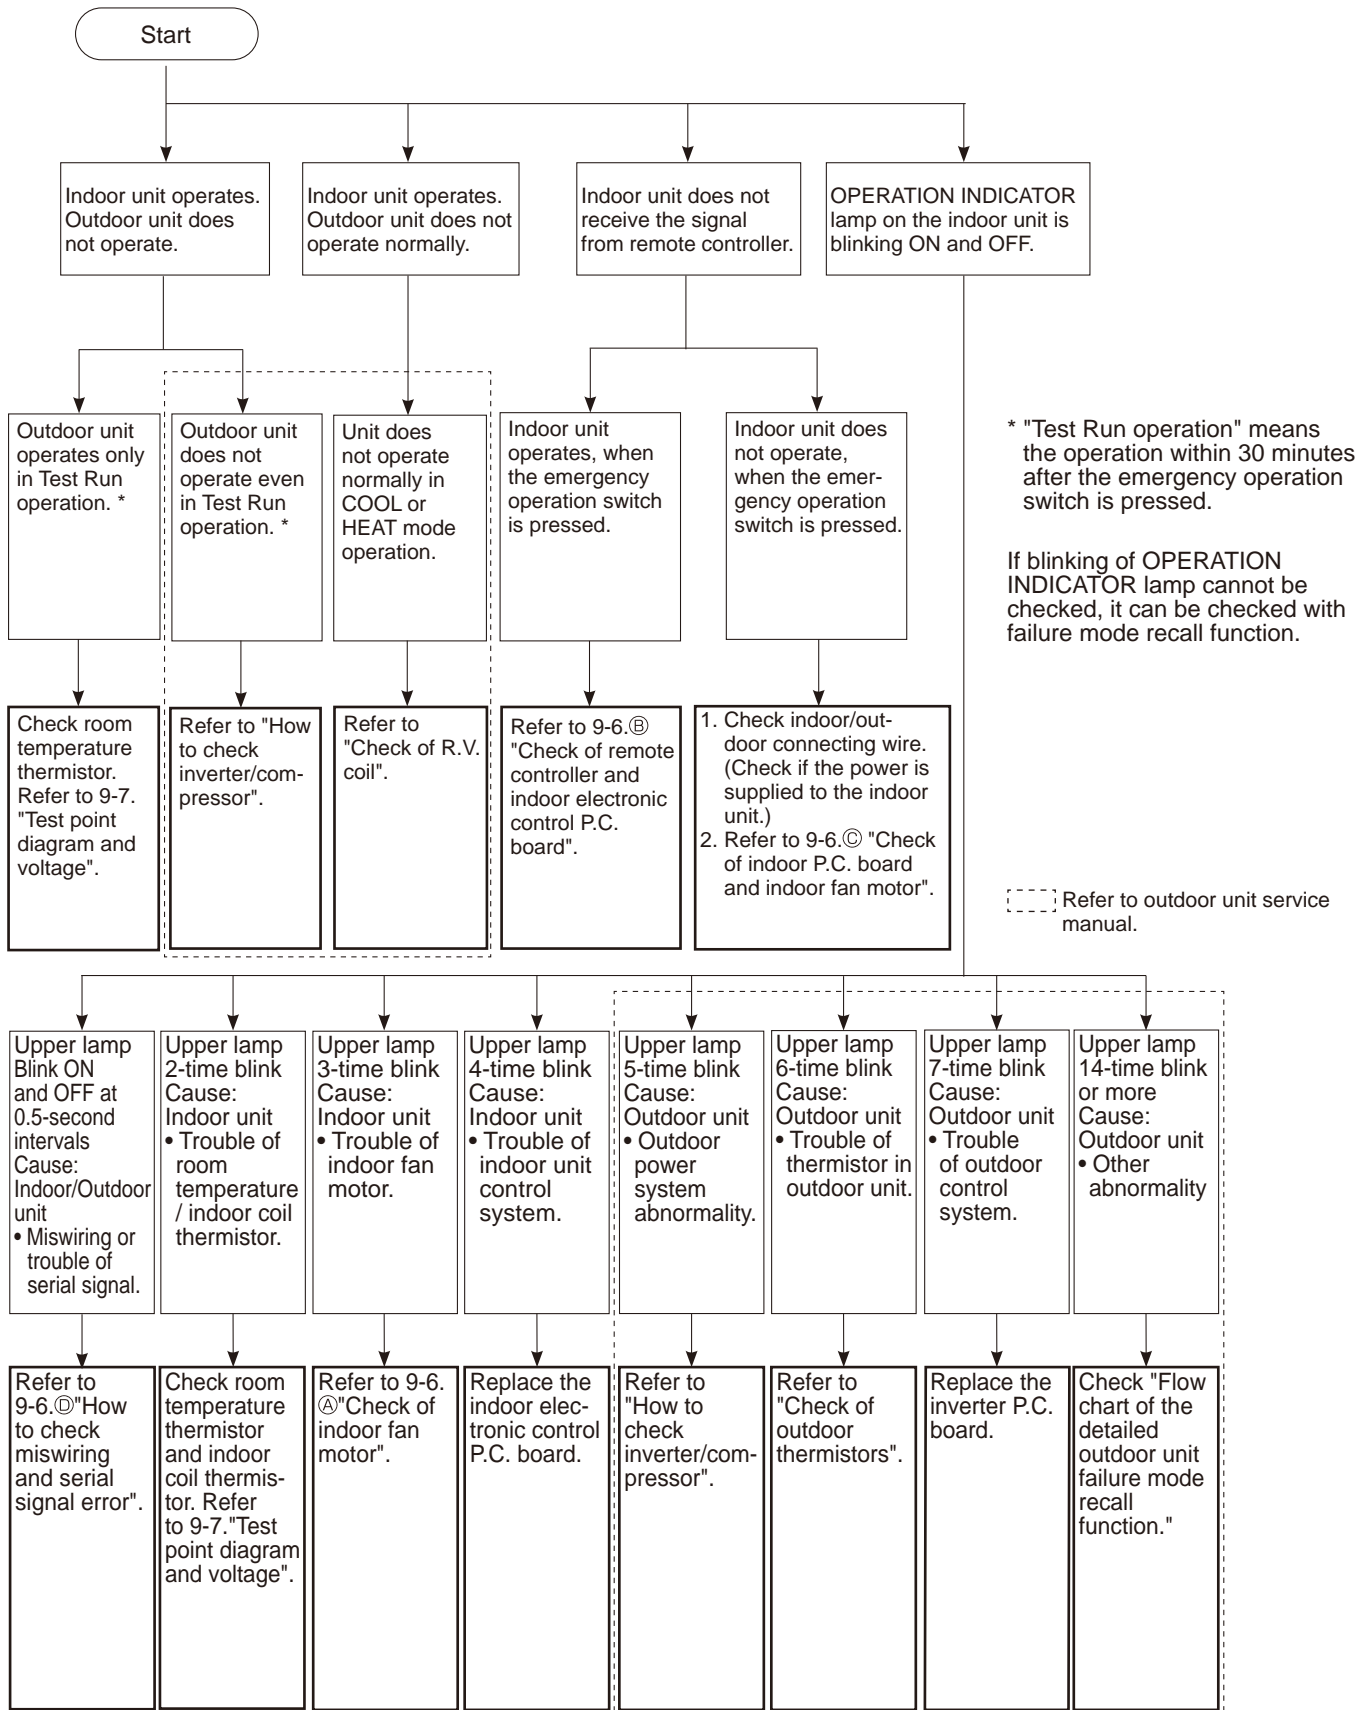 Start
Indoor unit operates.
Outdoor unit does
not operate.
Indoor unit operates.
Outdoor unit does not
operate normally.
Indoor unit does not
receive the signal
from remote controller.
OPERATION INDICATOR
lamp on the indoor unit is
blinking ON and OFF.
Outdoor unit
operates only
in Test Run
operation. *
Outdoor unit
does not
operate even
in Test Run
operation. *
Unit does
not operate
normally in
COOL or
HEAT mode
operation.
Indoor unit
operates, when
the emergency
operation switch
is pressed.
Indoor unit does
not operate,
when the emer-
gency operation
switch is pressed.
* "Test Run operation" means
the operation within 30 minutes
after the emergency operation
switch is pressed.
If blinking of OPERATION
INDICATOR lamp cannot be
checked, it can be checked with
failure mode recall function.
Check room
temperature
thermistor.
Refer to 9-7.
"Test point
diagram and
voltage".
Refer to "How
to check
inverter/com-
pressor".
Refer to
"Check of R.V.
coil".
Refer to 9-6.Ⓑ
"Check of remote
controller and
indoor electronic
control P.C.
board".
1. Check indoor/out-
door connecting wire.
(Check if the power is
supplied to the indoor
unit.)
2. Refer to 9-6.Ⓒ "Check
of indoor P.C. board
and indoor fan motor".
Refer to outdoor unit service
manual.
Upper lamp
Blink ON
and OFF at
0.5-second
intervals
Cause:
Indoor/Outdoor
unit
• Miswiring or
trouble of
serial signal.
Upper lamp
2-time blink
Cause:
Indoor unit
• Trouble of
room
temperature
/ indoor coil
thermistor.
Upper lamp
3-time blink
Cause:
Indoor unit
• Trouble of
indoor fan
motor.
Upper lamp
4-time blink
Cause:
Indoor unit
• Trouble of
indoor unit
control
system.
Upper lamp
5-time blink
Cause:
Outdoor unit
• Outdoor
power
system
abnormality.
Upper lamp
6-time blink
Cause:
Outdoor unit
• Trouble of
thermistor in
outdoor unit.
Upper lamp
7-time blink
Cause:
Outdoor unit
• Trouble
of outdoor
control
system.
Upper lamp
14-time blink
or more
Cause:
Outdoor unit
• Other
abnormality
Refer to
9-6.Ⓓ"How
to check
miswiring
and serial
signal error".
Check room
temperature
thermistor
and indoor
coil thermis-
tor. Refer
to 9-7."Test
point diagram
and voltage".
Refer to 9-6.
Ⓐ"Check of
indoor fan
motor".
Replace the
indoor elec-
tronic control
P.C. board.
Refer to
"How to
check
inverter/com-
pressor".
Refer to
"Check of
outdoor
thermistors".
Replace the
inverter P.C.
board.
Check "Flow
chart of the
detailed
outdoor unit
failure mode
recall
function."